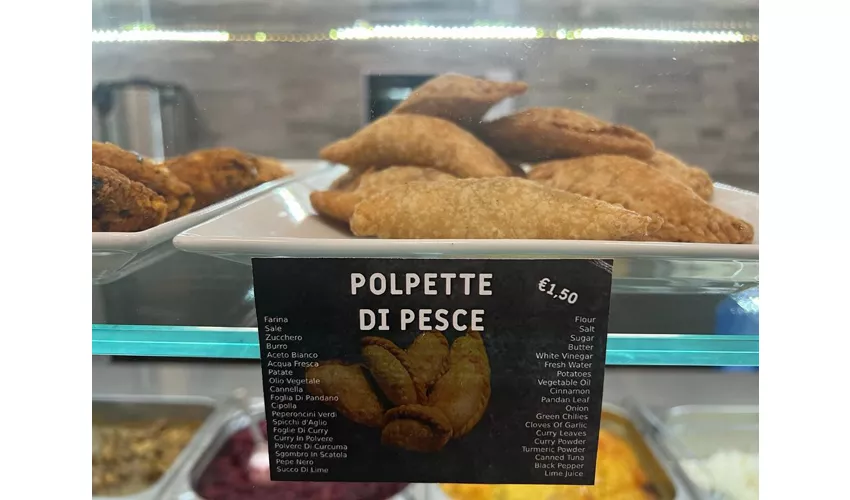 POLPETTE
DI PESCE
€1,50
Farina
Sale
Zucchero
Burro
Aceto Bianco
Acqua Fresca
Patate
Olio Vegetale
Cannella
Foglia Di Pandano
Cipolla
Peperoncini Verdi
Spicchi d'Aglio
Foglie Di Curry
Curry In Polvere
Polvere Di Curcuma
Sgombro In Scatola
Pepe Nero
Succo Di Lime
Flour
Salt
Sugar
Butter
White Vinegar
Fresh Water
Potatoes
Vegetable Oil
Cinnamon
Pandan Leaf
Onion
Green Chilies
Cloves Of Garlic
Curry Leaves
Curry Powder
Turmeric Powder
Canned Tuna
Black Pepper
Lime Juice